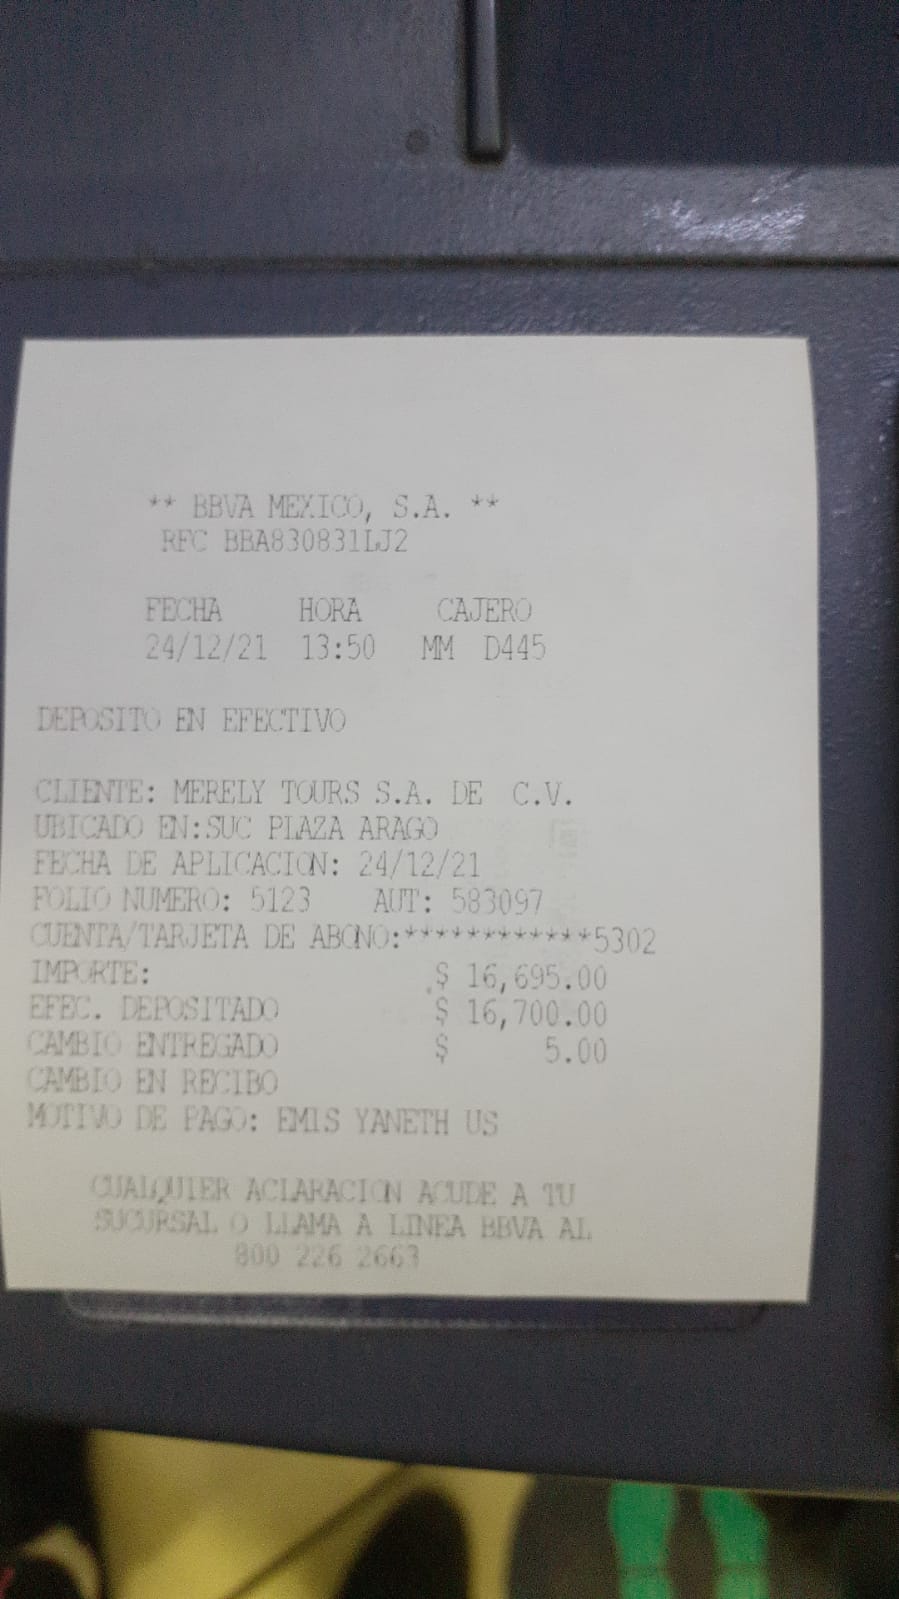 ** BBVA MEXICO, S.A. **
RFC BBA830831LJ2
FECHA HORA CAJERO
24/12/21 13:50 MM D445
DEPOSITO EN EFECTIVO
CLIENTE: MERELY TOURS S.A. DE C.V.
UBICADO EN:SUC PLAZA ARAGO
FECHA DE APLICACION: 24/12/21
FOLIO NUMERO: 5123 AUT: 583097
CUENTA/TARJETA DE ABONO:************5302
IMPORTE: $ 16,695.00
EFEC. DEPOSITADO $ 16,700.00
CAMBIO ENTREGADO $ 5.00
CAMBIO EN RECIBO
MOTIVO DE PAGO: EMIS YANETH US
CUALQUIER ACLARACION ACUDE A TU
SUCURSAL O LLAMA A LINEA BBVA AL
800 226 2663